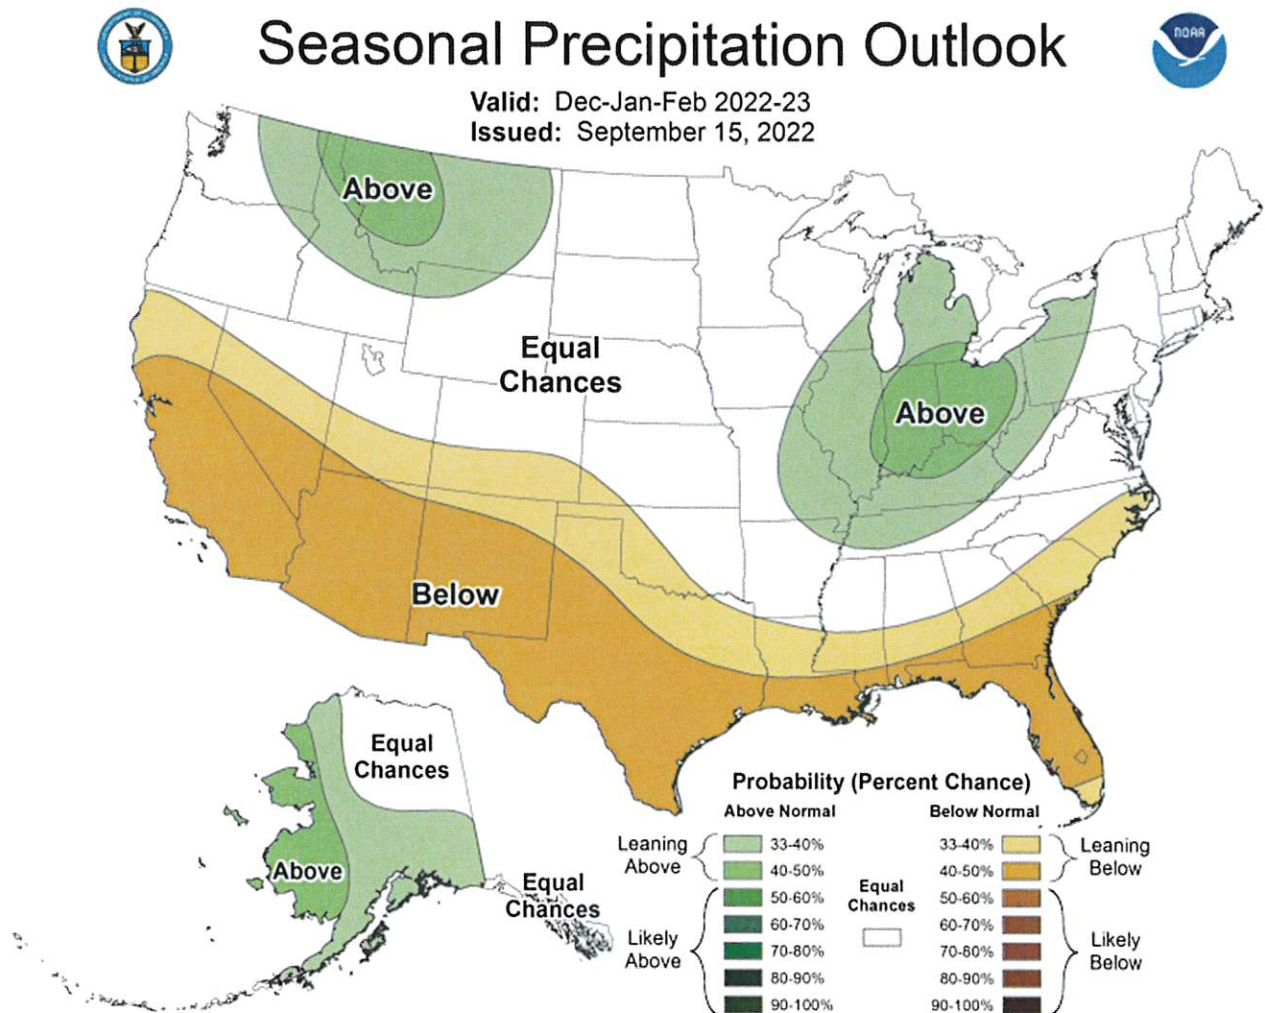 Seasonal Precipitation Outlook
NOAA
Valid: Dec-Jan-Feb 2022-23
Issued: September 15, 2022
Above
Equal
Chances
Above
Below
Equal
Chances
Above
Equal
Chances
Probability (Percent Chance)
Above Normal
Below Normal
Leaning
Above
33-40%
40-50%
50-60%
60-70%
70-80%
80-90%
90-100%
Likely
Above
Equal
Chances
33-40%
40-50%
50-60%
60-70%
70-80%
80-90%
90-100%
Leaning
Below
Likely
Below